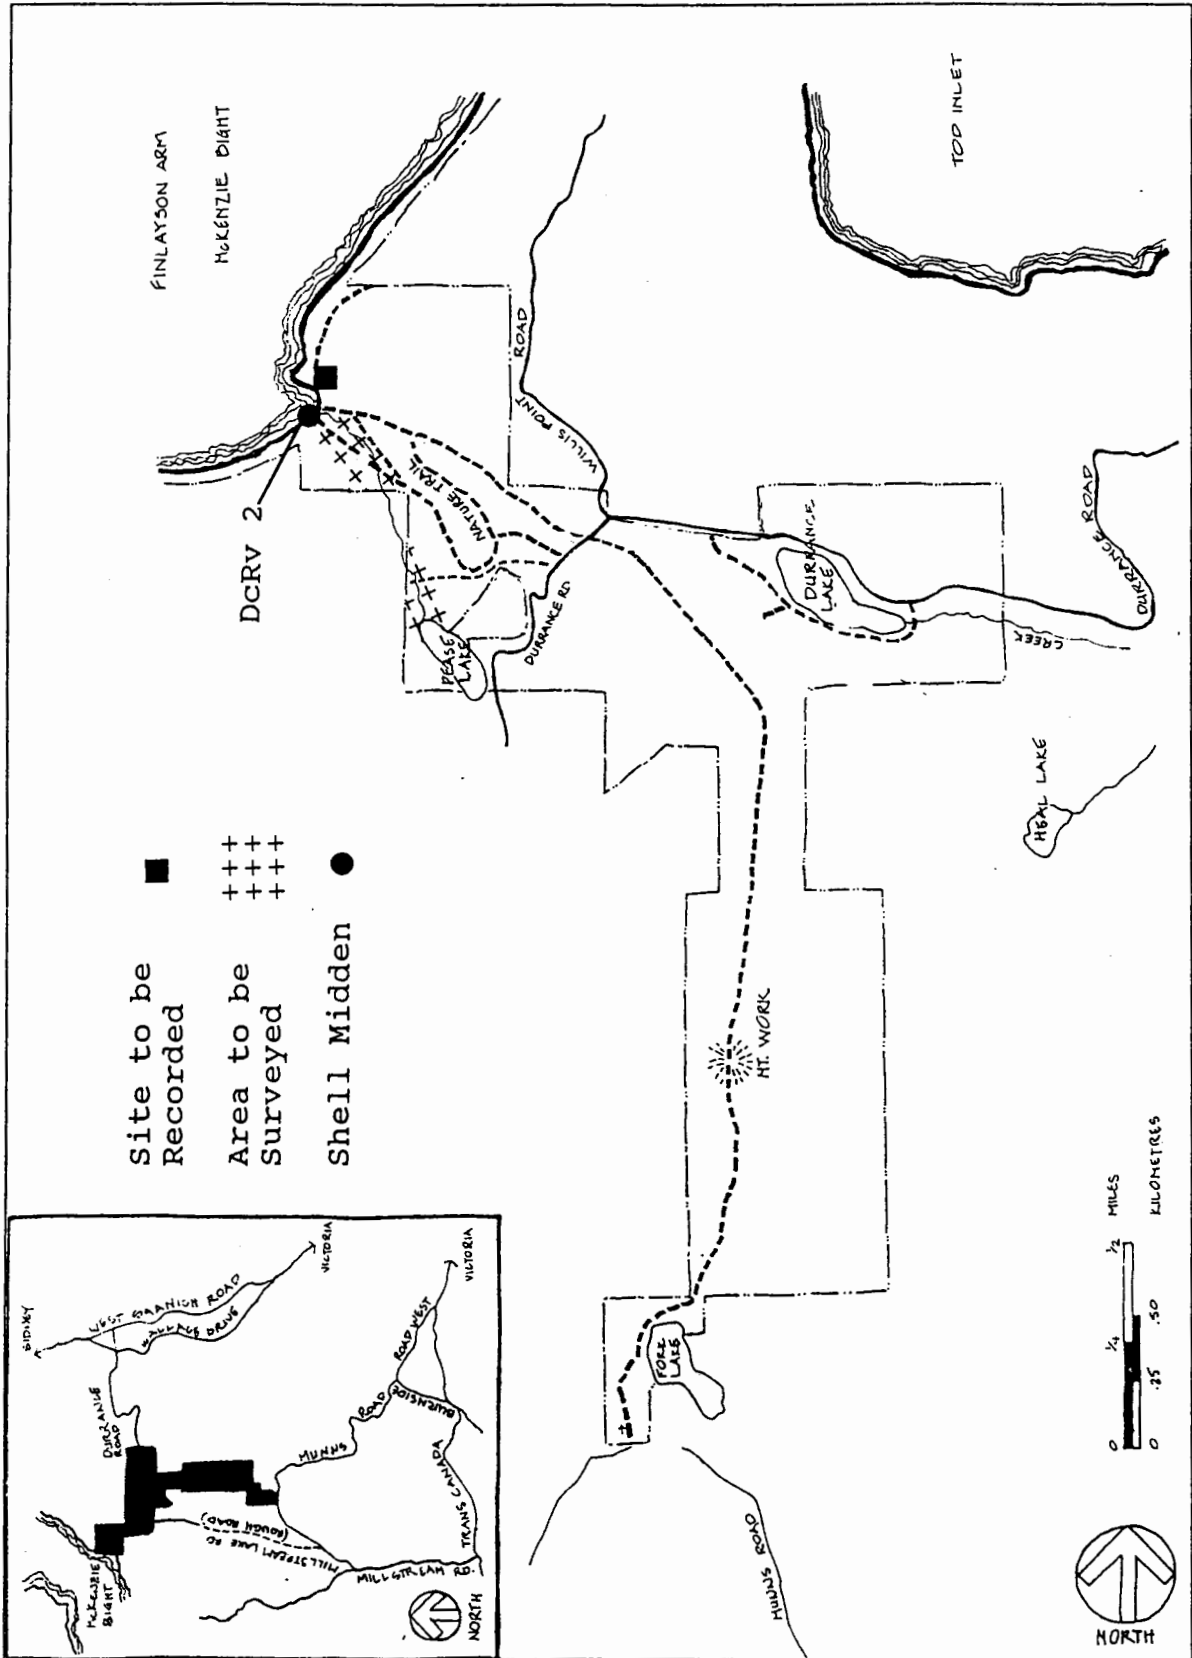 FINLAYSON ARM
McKENZIE BIGHT
TOD INLET
DcRv 2
WILLIS POINT ROAD
NATURE TRAIL
DURRANCE RD
PEASE
LAKE
DURRANCE
LAKE
DURRANCE ROAD
CREEK
HEAL LAKE
MT. WORK
FORK
LAKE
MUNNS ROAD
Site to be
Recorded
Area to be
Surveyed
Shell Midden
0 1/4 1/2 MILES
0 .25 .50 KILOMETRES
NORTH
SIDNEY
WEST SAANICH ROAD
WALLACE DRIVE
VICTORIA
VICTORIA
DURRANCE
ROAD
MUNNS ROAD
BURNSIDE ROAD WEST
TRANS CANADA
MILLSTREAM LAKE RD.
(ROUGH ROAD)
MILLSTREAM RD.
McKENZIE
BIGHT
NORTH